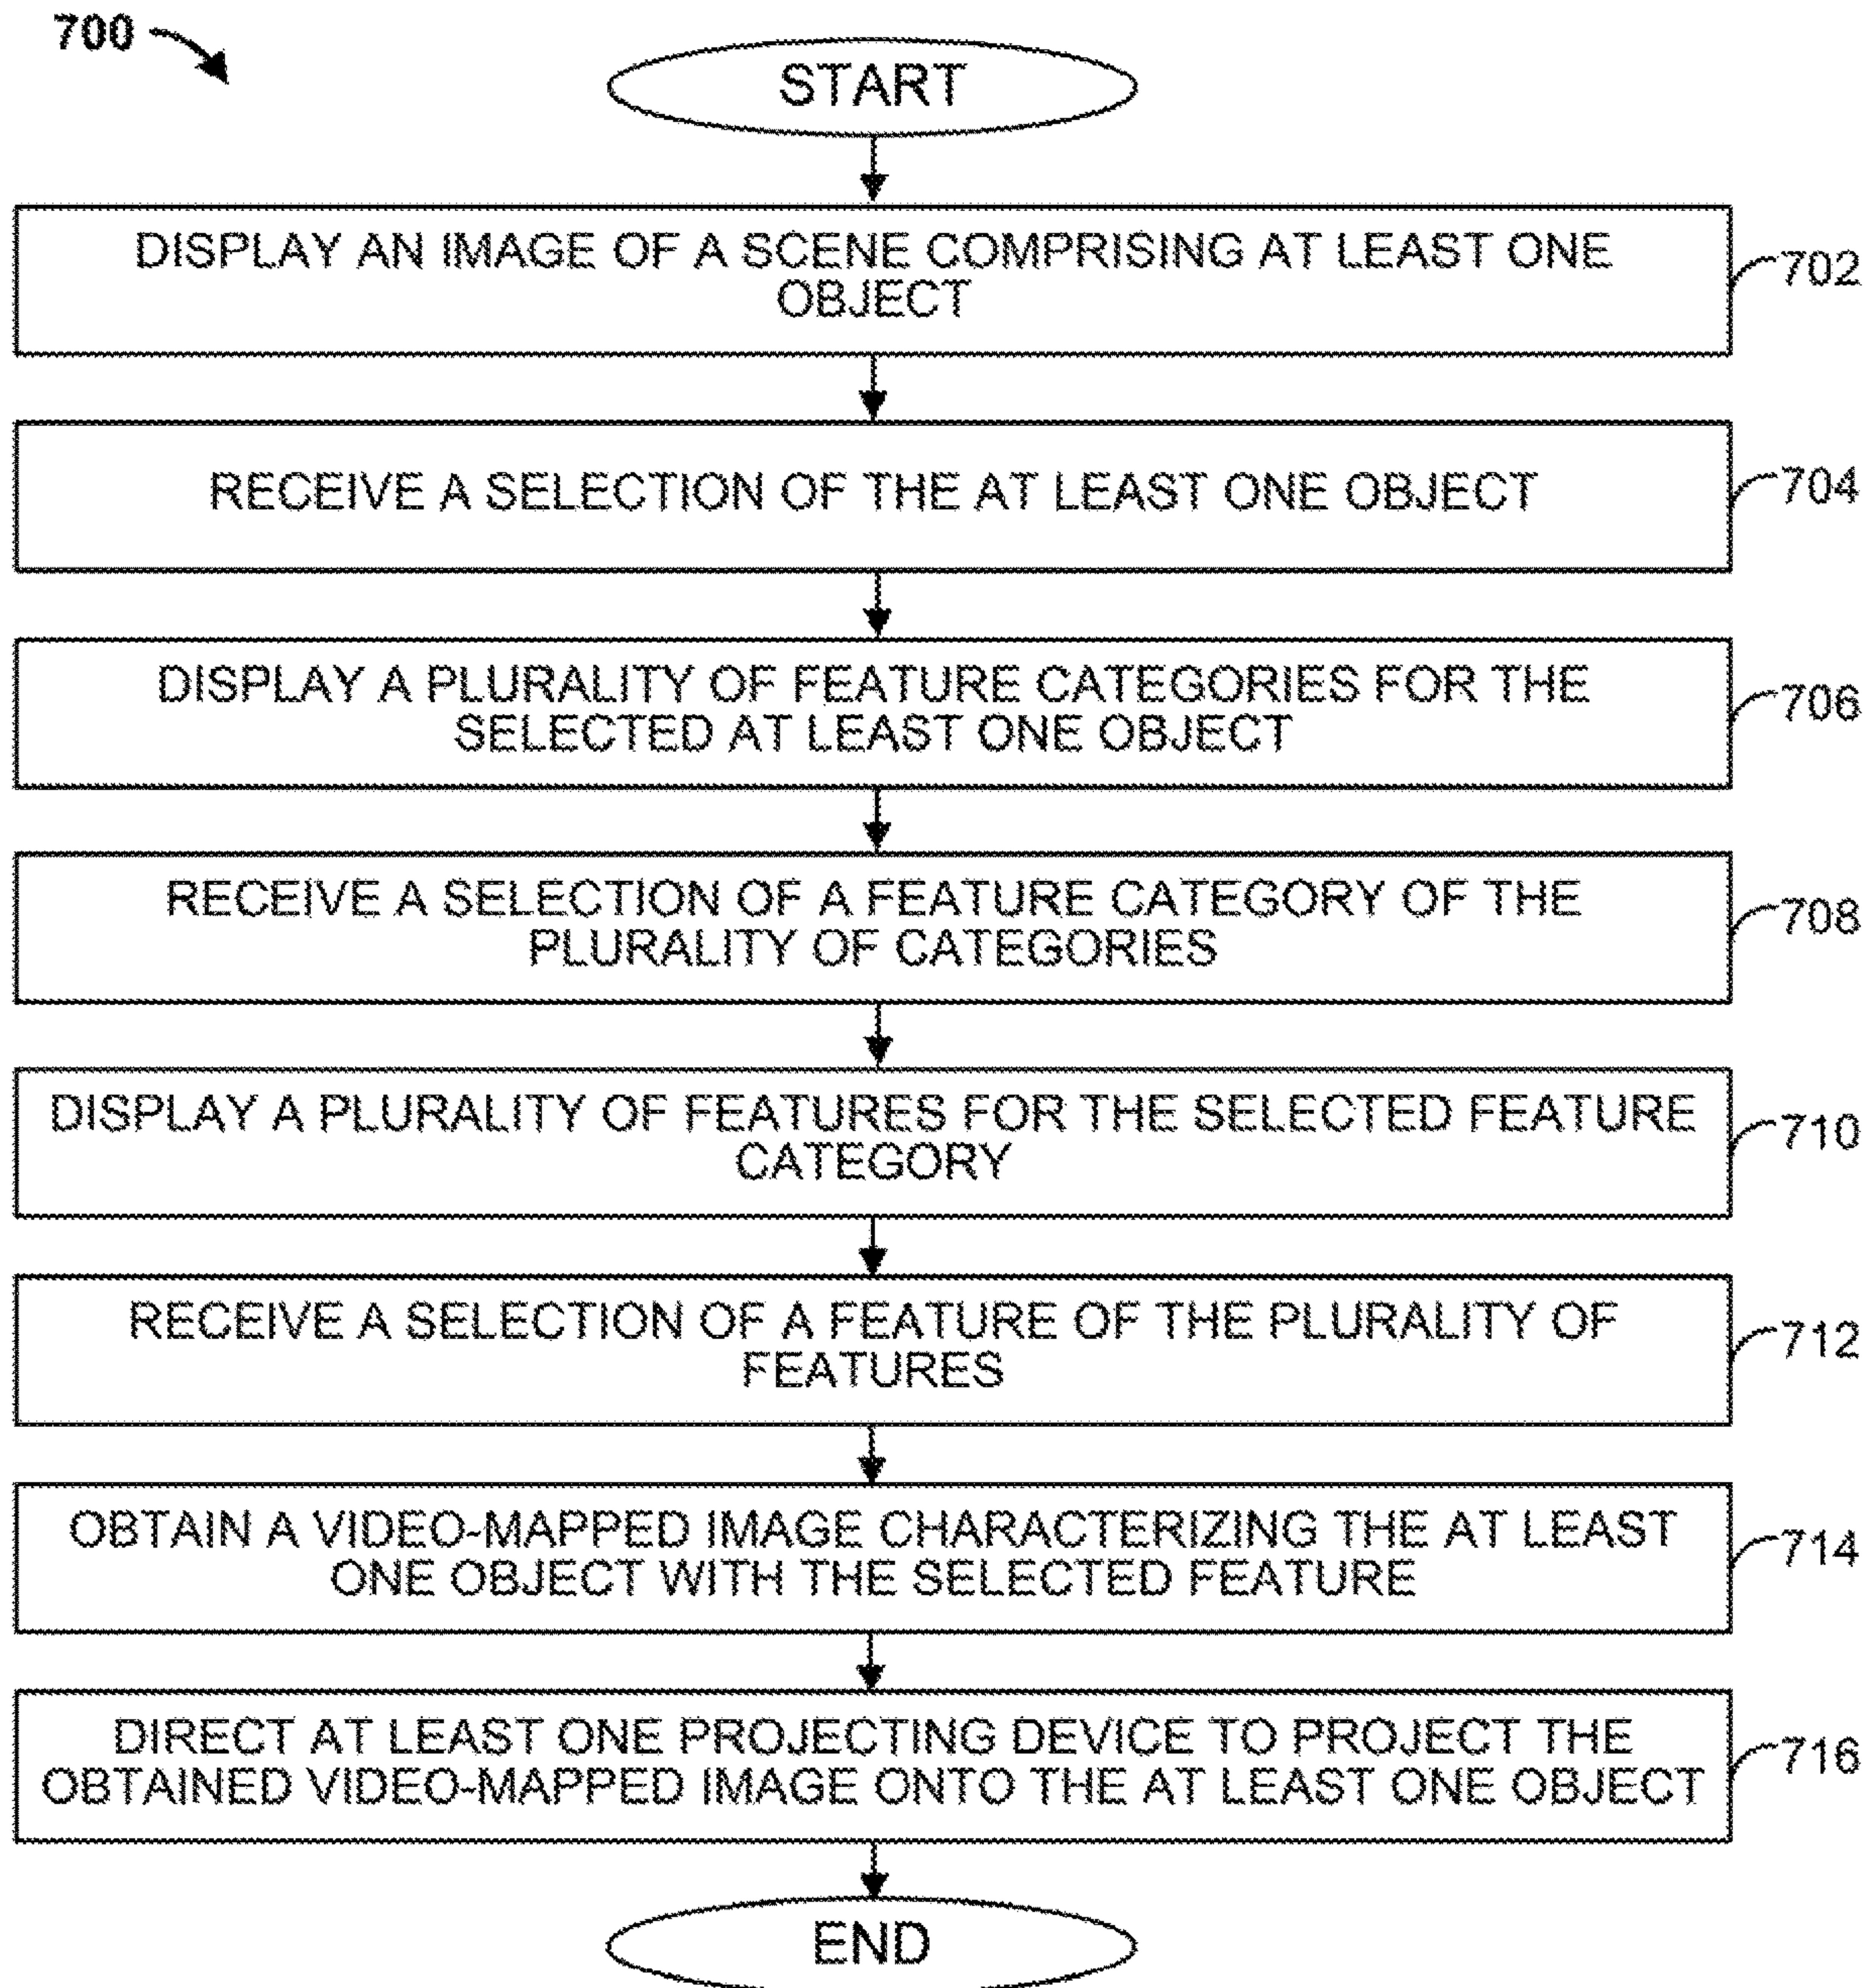 700
START
DISPLAY AN IMAGE OF A SCENE COMPRISING AT LEAST ONE
OBJECT
702
RECEIVE A SELECTION OF THE AT LEAST ONE OBJECT
704
DISPLAY A PLURALITY OF FEATURE CATEGORIES FOR THE
SELECTED AT LEAST ONE OBJECT
706
RECEIVE A SELECTION OF A FEATURE CATEGORY OF THE
PLURALITY OF CATEGORIES
708
DISPLAY A PLURALITY OF FEATURES FOR THE SELECTED FEATURE
CATEGORY
710
RECEIVE A SELECTION OF A FEATURE OF THE PLURALITY OF
FEATURES
712
OBTAIN A VIDEO-MAPPED IMAGE CHARACTERIZING THE AT LEAST
ONE OBJECT WITH THE SELECTED FEATURE
714
DIRECT AT LEAST ONE PROJECTING DEVICE TO PROJECT THE
OBTAINED VIDEO-MAPPED IMAGE ONTO THE AT LEAST ONE OBJECT
716
END